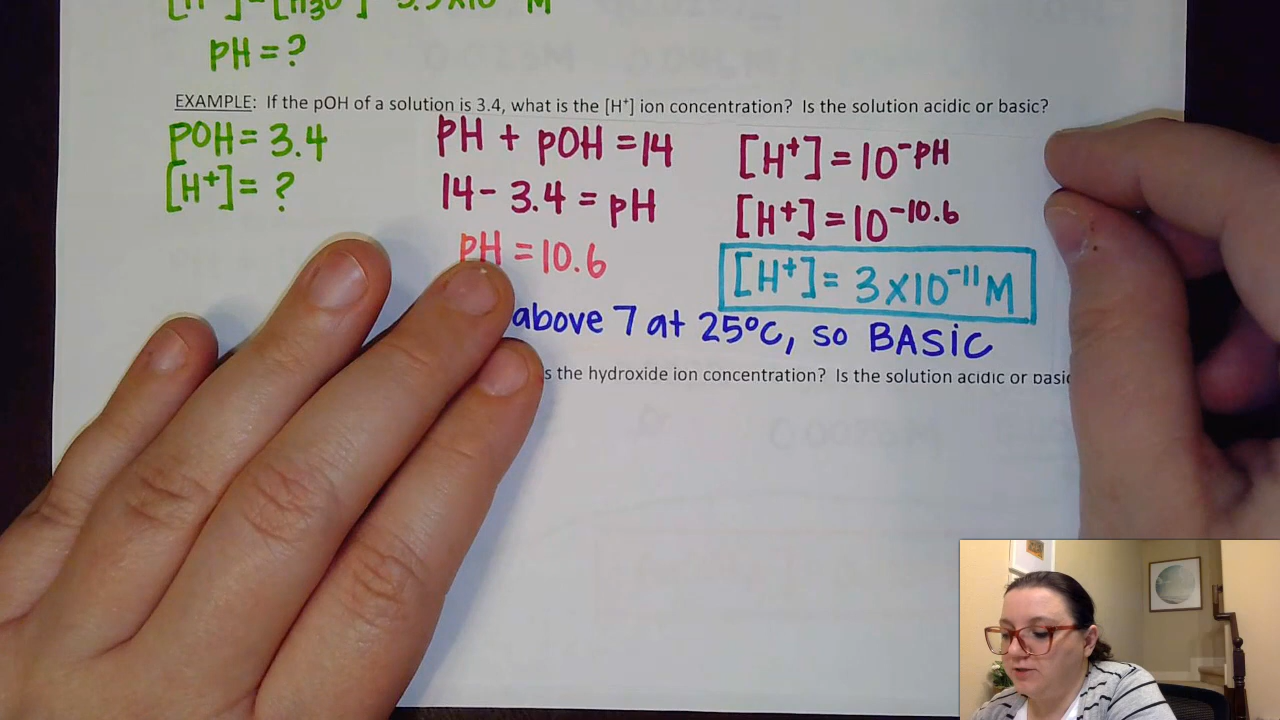 pH = ?
EXAMPLE: If the pOH of a solution is 3.4, what is the [H⁺] ion concentration? Is the solution acidic or basic?
pOH = 3.4
[H⁺] = ?
pH + pOH = 14
14 - 3.4 = pH
pH = 10.6
[H⁺] = 10⁻ᵖᴴ
[H⁺] = 10⁻¹⁰·⁶
[H⁺] = 3x10⁻¹¹ M
above 7 at 25°C, so BASIC
s the hydroxide ion concentration? Is the solution acidic or basic